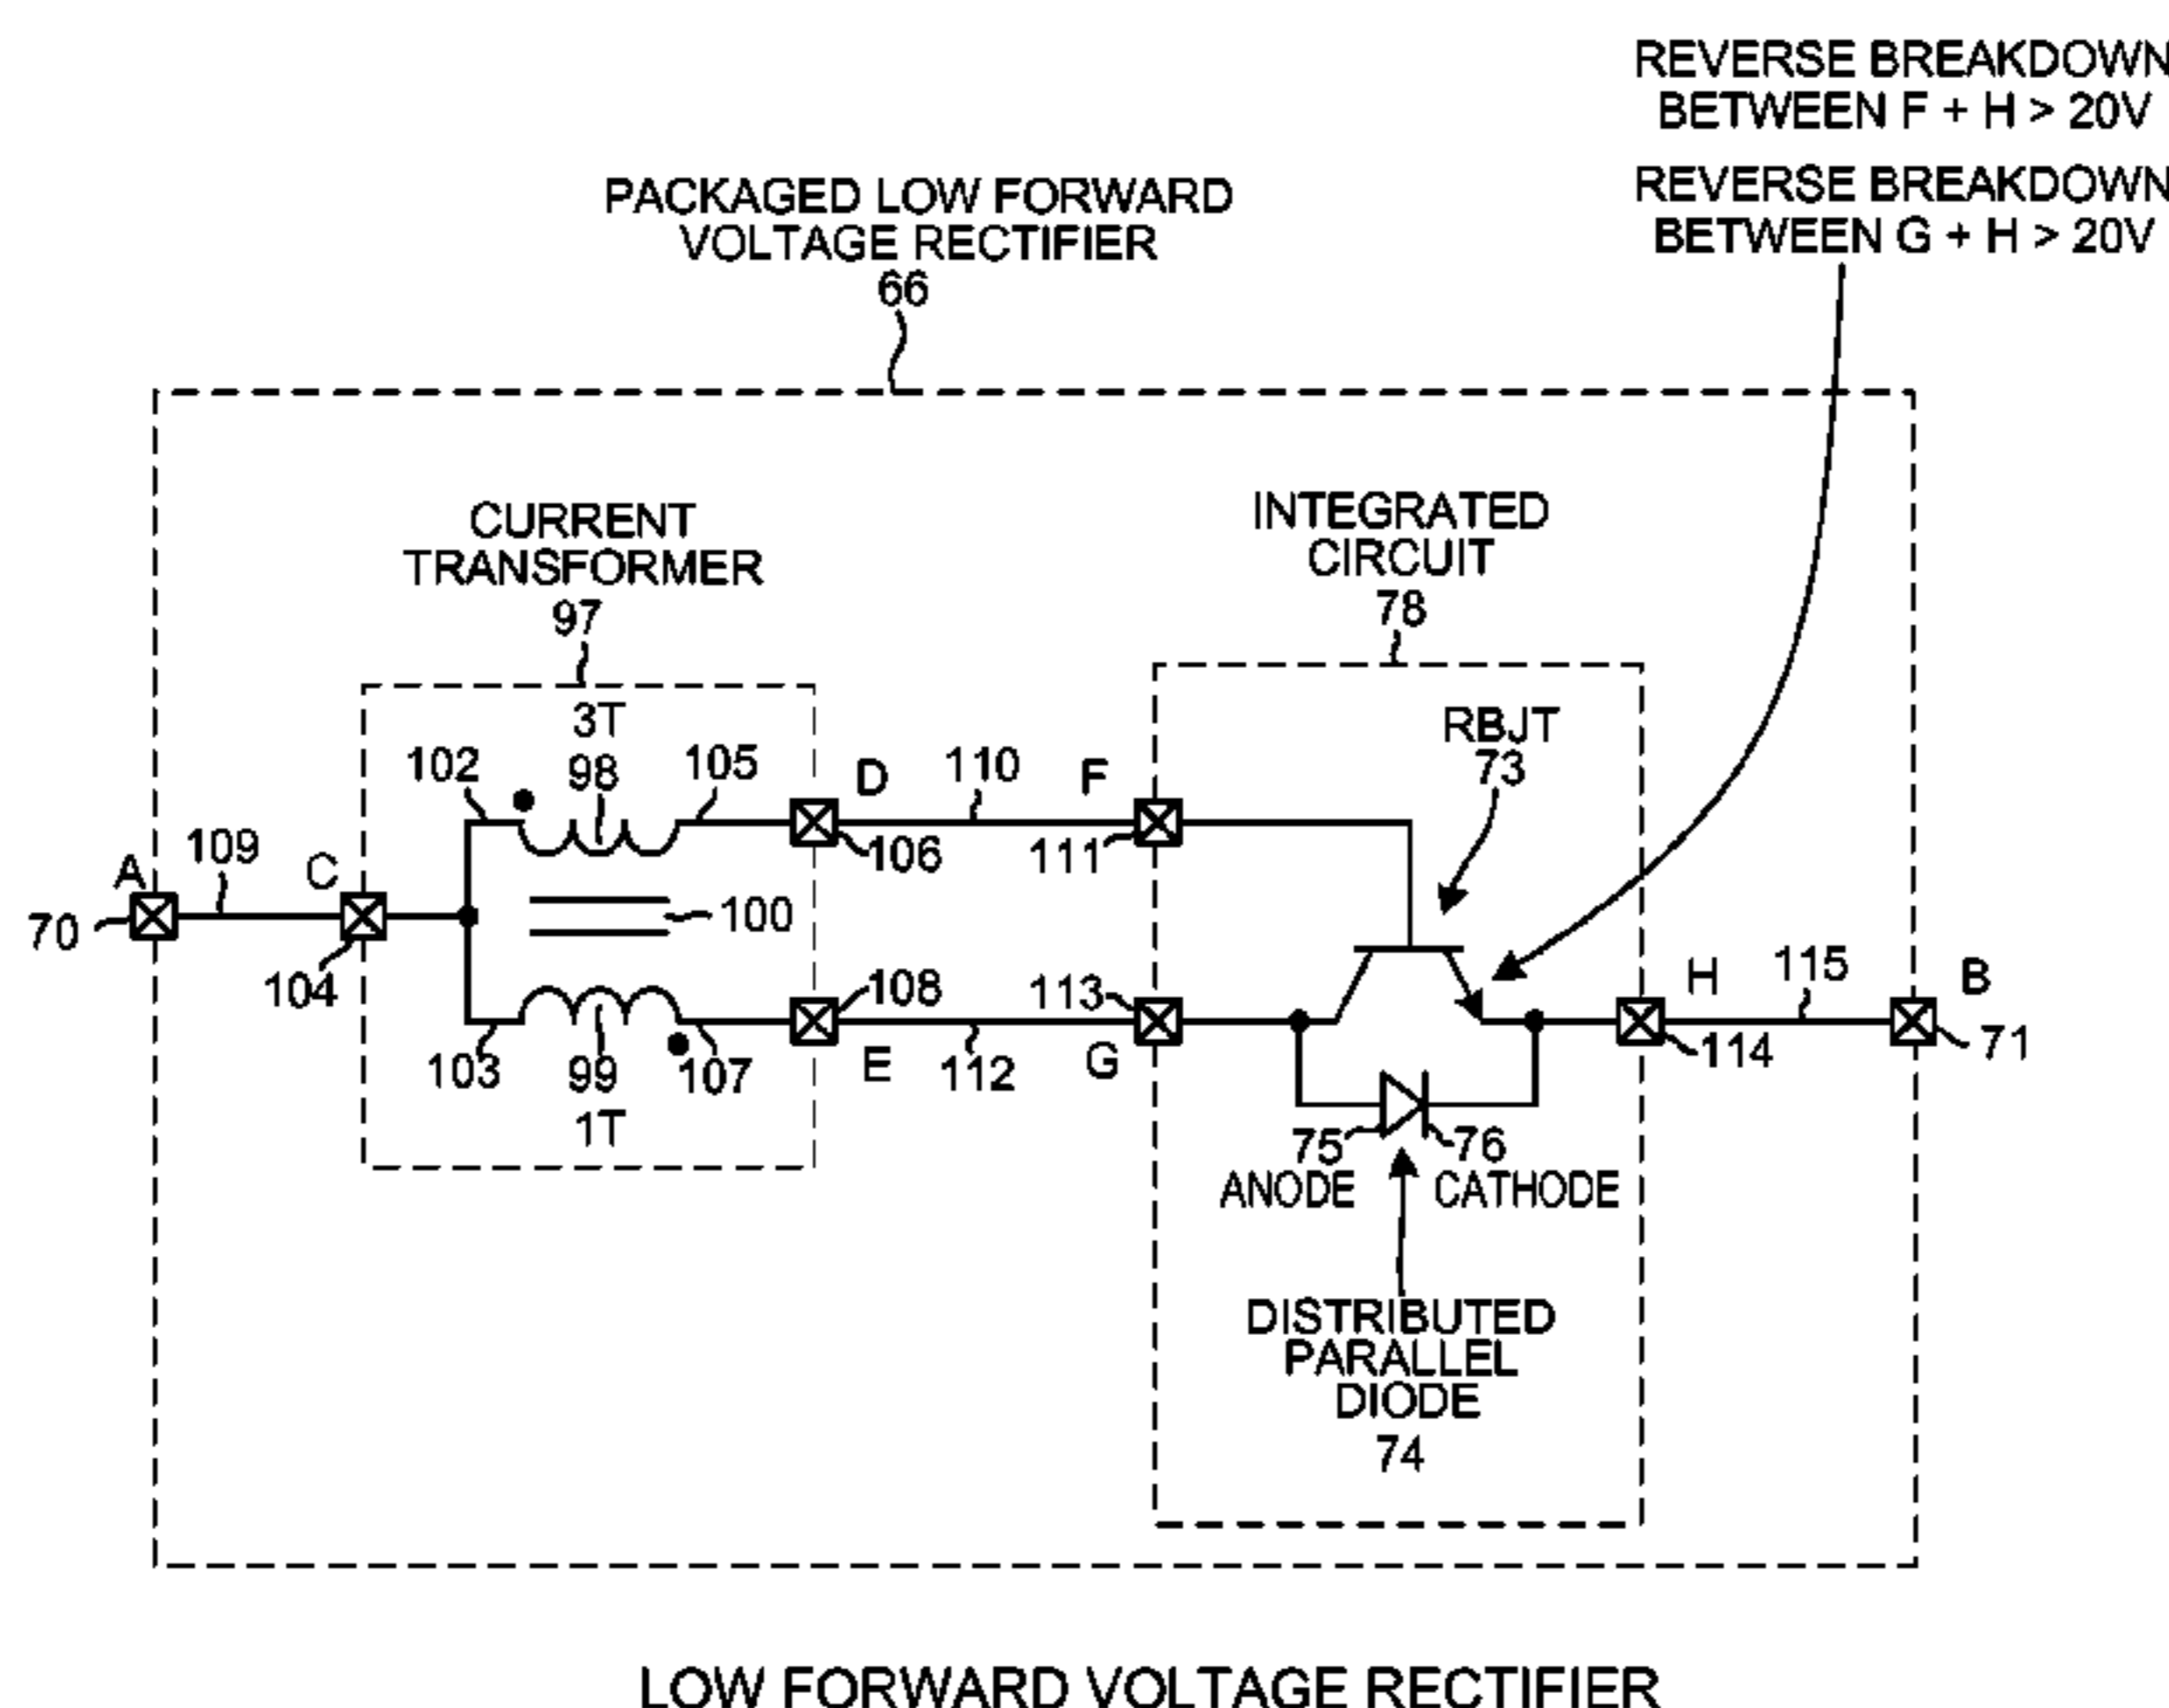 REVERSE BREAKDOWN
BETWEEN F + H > 20V
REVERSE BREAKDOWN
BETWEEN G + H > 20V
PACKAGED LOW FORWARD
VOLTAGE RECTIFIER
66
CURRENT
TRANSFORMER
97
INTEGRATED
CIRCUIT
78
3T
RBJT
73
102
98
105
D
110
F
106
111
A
109
C
100
70
104
108
113
H
115
B
103
99
107
E
112
G
114
71
1T
75
76
ANODE
CATHODE
DISTRIBUTED
PARALLEL
DIODE
74
LOW FORWARD VOLTAGE RECTIFIER